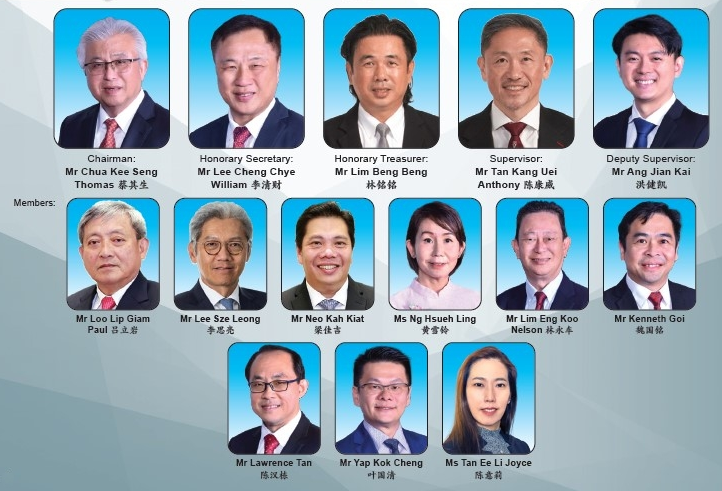 Chairman:
Mr Chua Kee Seng
Thomas 蔡其生
Honorary Secretary:
Mr Lee Cheng Chye
William 李清财
Honorary Treasurer:
Mr Lim Beng Beng
林铭铭
Supervisor:
Mr Tan Kang Uei
Anthony 陈康威
Deputy Supervisor:
Mr Ang Jian Kai
洪健凯
Members:
Mr Loo Lip Giam
Paul 吕立岩
Mr Lee Sze Leong
李思亮
Mr Neo Kah Kiat
梁佳吉
Ms Ng Hsueh Ling
黄雪铃
Mr Lim Eng Koo
Nelson 林永车
Mr Kenneth Goi
魏国铭
Mr Lawrence Tan
陈汉栋
Mr Yap Kok Cheng
叶国清
Ms Tan Ee Li Joyce
陈意莉